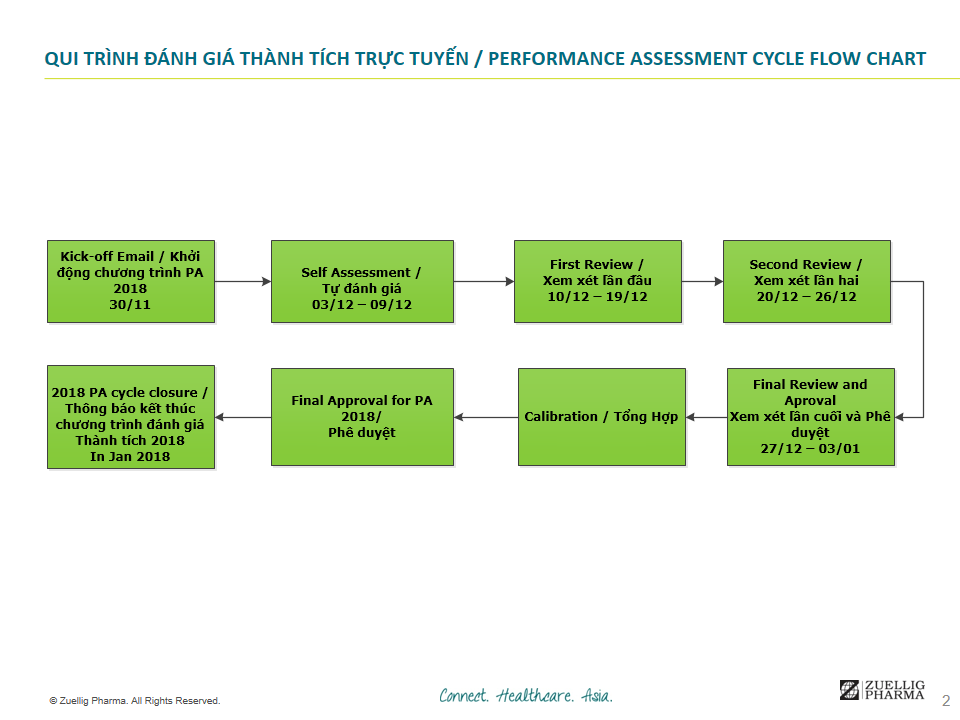 QUI TRÌNH ĐÁNH GIÁ THÀNH TÍCH TRỰC TUYẾN / PERFORMANCE ASSESSMENT CYCLE FLOW CHART
Kick-off Email / Khởi
động chương trình PA
2018
30/11
Self Assessment /
Tự đánh giá
03/12 – 09/12
First Review /
Xem xét lần đầu
10/12 – 19/12
Second Review /
Xem xét lần hai
20/12 – 26/12
Final Review and
Aproval
Xem xét lần cuối và Phê
duyệt
27/12 – 03/01
Calibration / Tổng Hợp
Final Approval for PA
2018/
Phê duyệt
2018 PA cycle closure /
Thông báo kết thúc
chương trình đánh giá
Thành tích 2018
In Jan 2018
© Zuellig Pharma. All Rights Reserved.
Connect. Healthcare. Asia.
ZUELLIG
PHARMA
2